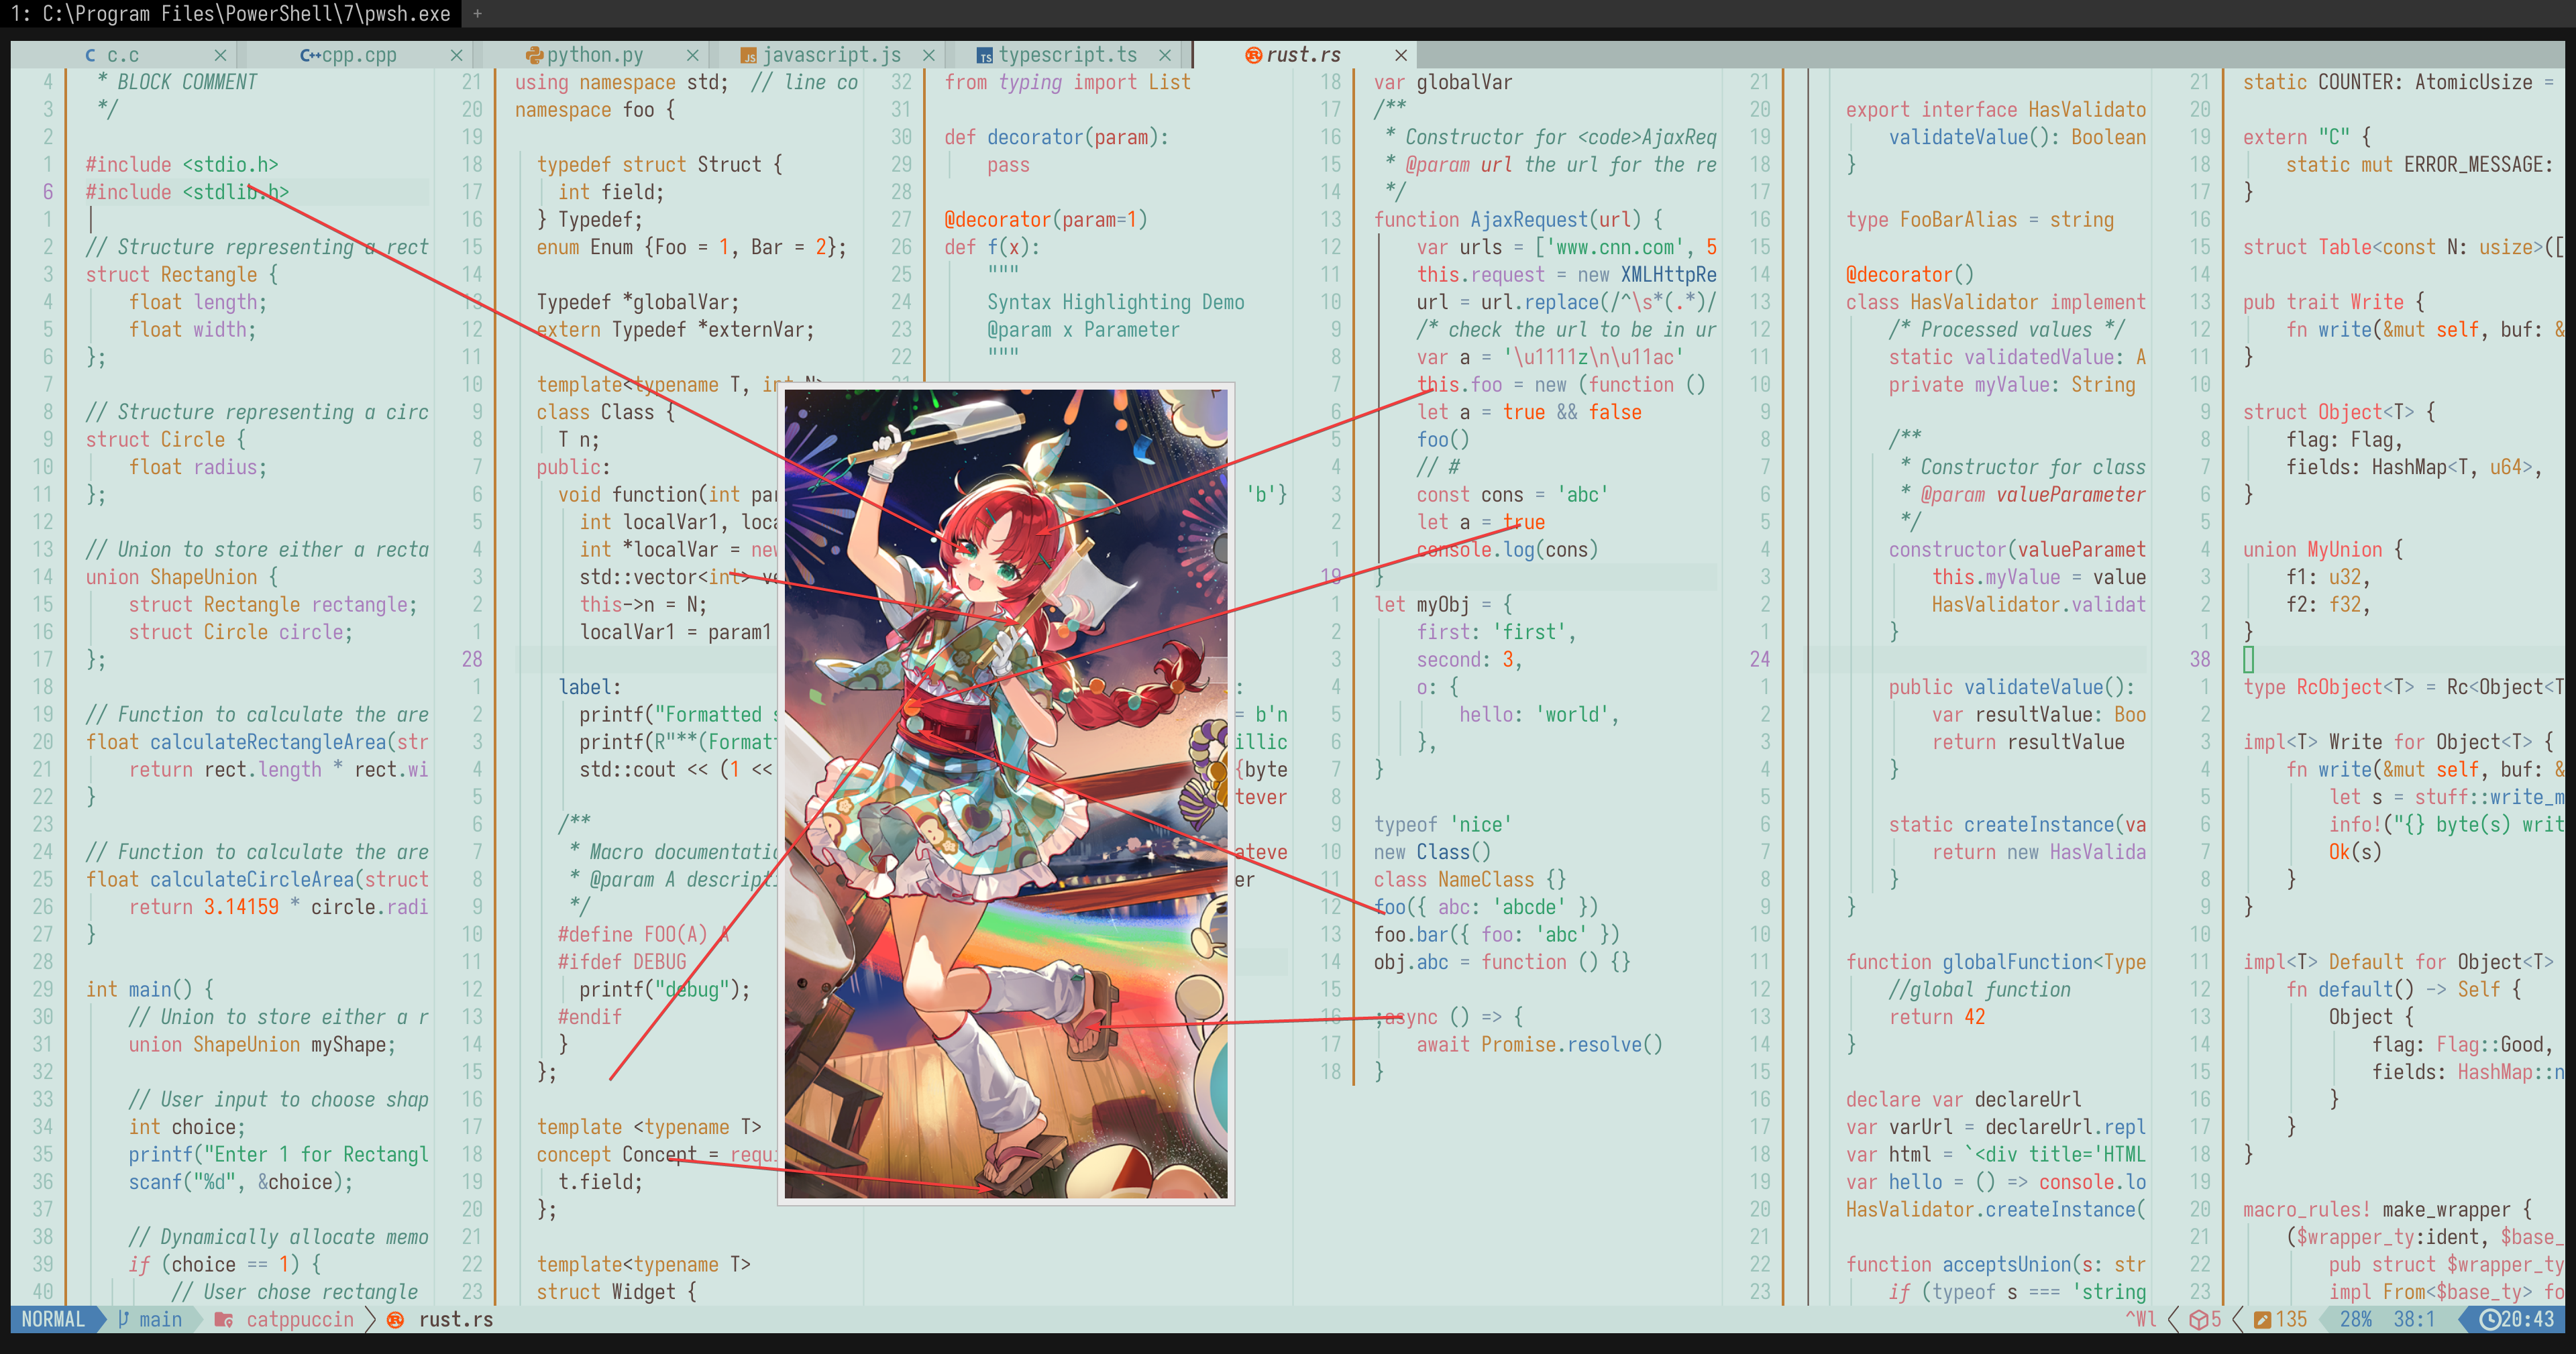 1: C:\Program Files\PowerShell\7\pwsh.exe +
c.c × cpp.cpp × python.py × javascript.js × typescript.ts × rust.rs ×
4 * BLOCK COMMENT
3 */
2
1 #include <stdio.h>
6 #include <stdlib.h>
1
2 // Structure representing a rect
3 struct Rectangle {
4 float length;
5 float width;
6 };
7
8 // Structure representing a circ
9 struct Circle {
10 float radius;
11 };
12
13 // Union to store either a recta
14 union ShapeUnion {
15 struct Rectangle rectangle;
16 struct Circle circle;
17 };
18
19 // Function to calculate the are
20 float calculateRectangleArea(str
21 return rect.length * rect.wi
22 }
23
24 // Function to calculate the are
25 float calculateCircleArea(struct
26 return 3.14159 * circle.radi
27 }
28
29 int main() {
30 // Union to store either a r
31 union ShapeUnion myShape;
32
33 // User input to choose shap
34 int choice;
35 printf("Enter 1 for Rectangl
36 scanf("%d", &choice);
37
38 // Dynamically allocate memo
39 if (choice == 1) {
40 // User chose rectangle
21 using namespace std; // line co
20 namespace foo {
19
18 typedef struct Struct {
17 int field;
16 } Typedef;
15 enum Enum {Foo = 1, Bar = 2};
14
13 Typedef *globalVar;
12 extern Typedef *externVar;
11
10 template<typename T, int N>
9 class Class {
8 T n;
7 public:
6 void function(int par
5 int localVar1, loca
4 int *localVar = new
3 std::vector<int> ve
2 this->n = N;
1 localVar1 = param1
28
1 label:
2 printf("Formatted s
3 printf(R"**(Format
4 std::cout << (1 <<
5
6 /**
7 * Macro documentatio
8 * @param A descripti
9 */
10 #define FOO(A) A
11 #ifdef DEBUG
12 printf("debug");
13 #endif
14 }
15 };
16
17 template <typename T>
18 concept Concept = requi
19 t.field;
20 };
21
22 template<typename T>
23 struct Widget {
32 from typing import List
31
30 def decorator(param):
29 pass
28
27 @decorator(param=1)
26 def f(x):
25 """
24 Syntax Highlighting Demo
23 @param x Parameter
22 """
'b'}
:
= b'n
illic
{byte
tever
ateve
er
18 var globalVar
17 /**
16 * Constructor for <code>AjaxReq
15 * @param url the url for the re
14 */
13 function AjaxRequest(url) {
12 var urls = ['www.cnn.com', 5
11 this.request = new XMLHttpRe
10 url = url.replace(/^\s*(.*)/
9 /* check the url to be in ur
8 var a = '\u1111z\n\u11ac'
7 this.foo = new (function ()
6 let a = true && false
5 foo()
4 // #
3 const cons = 'abc'
2 let a = true
1 console.log(cons)
19 }
1 let myObj = {
2 first: 'first',
3 second: 3,
4 o: {
5 hello: 'world',
6 },
7 }
8
9 typeof 'nice'
10 new Class()
11 class NameClass {}
12 foo({ abc: 'abcde' })
13 foo.bar({ foo: 'abc' })
14 obj.abc = function () {}
15
16 ;async () => {
17 await Promise.resolve()
18 }
21
20 export interface HasValidato
19 validateValue(): Boolean
18 }
17
16 type FooBarAlias = string
15
14 @decorator()
13 class HasValidator implement
12 /* Processed values */
11 static validatedValue: A
10 private myValue: String
9
8 /**
7 * Constructor for class
6 * @param valueParameter
5 */
4 constructor(valueParamet
3 this.myValue = value
2 HasValidator.validat
1 }
24
1 public validateValue():
2 var resultValue: Boo
3 return resultValue
4 }
5
6 static createInstance(va
7 return new HasValida
8 }
9 }
10
11 function globalFunction<Type
12 //global function
13 return 42
14 }
15
16 declare var declareUrl
17 var varUrl = declareUrl.repl
18 var html = `<div title='HTML
19 var hello = () => console.lo
20 HasValidator.createInstance(
21
22 function acceptsUnion(s: str
23 if (typeof s === 'string
21 static COUNTER: AtomicUsize =
20
19 extern "C" {
18 static mut ERROR_MESSAGE:
17 }
16
15 struct Table<const N: usize>([
14
13 pub trait Write {
12 fn write(&mut self, buf: &
11 }
10
9 struct Object<T> {
8 flag: Flag,
7 fields: HashMap<T, u64>,
6 }
5
4 union MyUnion {
3 f1: u32,
2 f2: f32,
1 }
38
1 type RcObject<T> = Rc<Object<T
2
3 impl<T> Write for Object<T> {
4 fn write(&mut self, buf: &
5 let s = stuff::write_m
6 info!("{} byte(s) writ
7 Ok(s)
8 }
9 }
10
11 impl<T> Default for Object<T>
12 fn default() -> Self {
13 Object {
14 flag: Flag::Good,
15 fields: HashMap::n
16 }
17 }
18 }
19
20 macro_rules! make_wrapper {
21 ($wrapper_ty:ident, $base_
22 pub struct $wrapper_ty
23 impl From<$base_ty> fo
NORMAL main catppuccin rust.rs ^Wl 5 135 28% 38:1 20:43